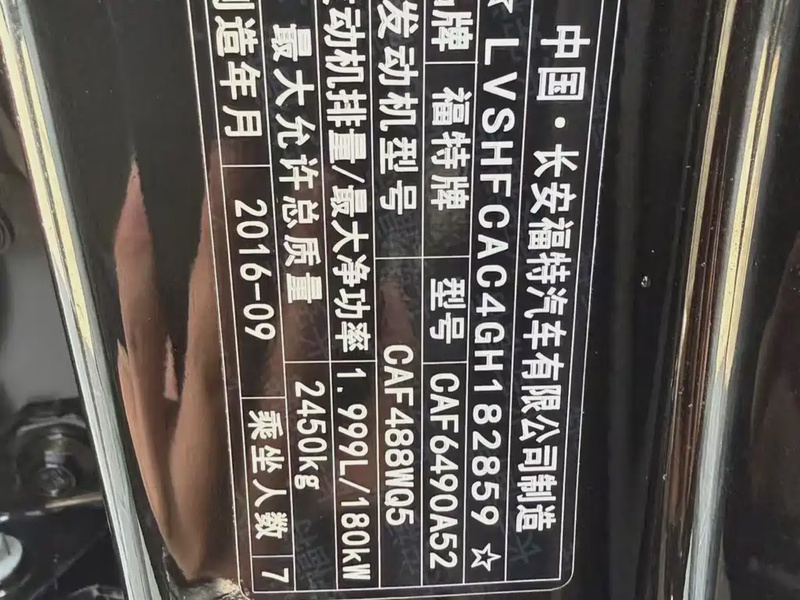 中国·长安福特汽车有限公司制造
☆LVSHFCAC4GH182859☆
品牌 福特牌 型号 CAF6490A52
发动机型号 CAF488WQ5
发动机排量/最大净功率 1.999L/180kW
最大允许总质量 2450kg
制造年月 2016-09 乘坐人数 7